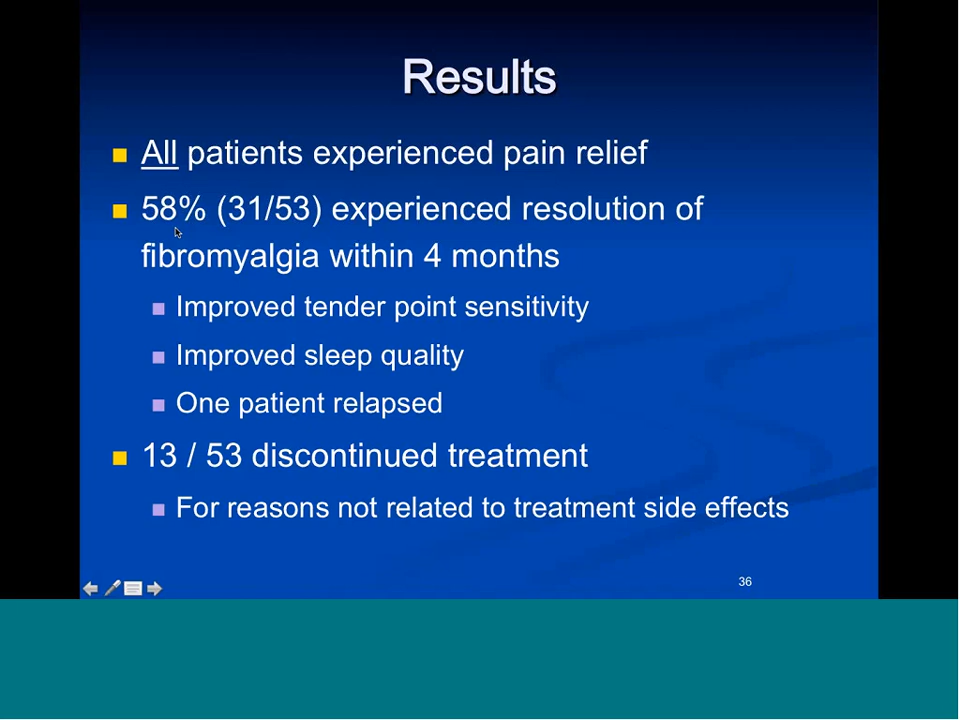 Results
All patients experienced pain relief
58% (31/53) experienced resolution of
fibromyalgia within 4 months
Improved tender point sensitivity
Improved sleep quality
One patient relapsed
13 / 53 discontinued treatment
For reasons not related to treatment side effects
36